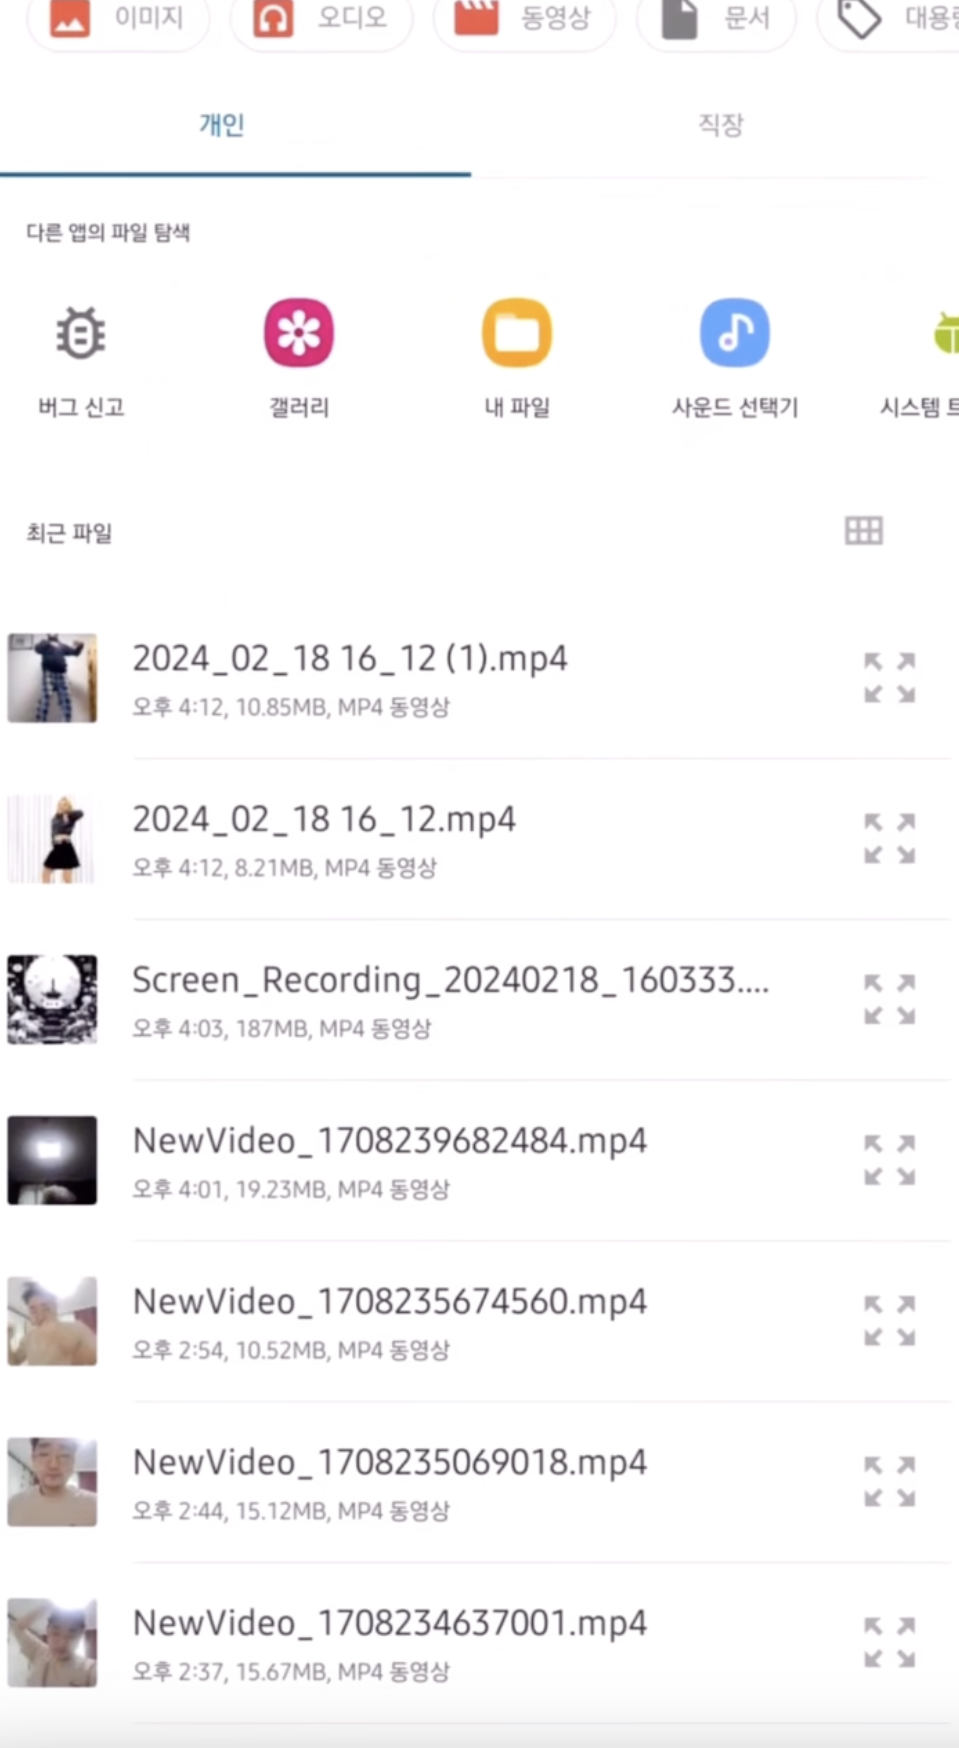 이미지 오디오 동영상 문서
개인 직장
다른 앱의 파일 탐색
버그 신고 갤러리 내 파일 사운드 선택기 시스템
최근 파일
2024_02_18 16_12 (1).mp4
오후 4:12, 10.85MB, MP4 동영상
2024_02_18 16_12.mp4
오후 4:12, 8.21MB, MP4 동영상
Screen_Recording_20240218_160333....
오후 4:03, 187MB, MP4 동영상
NewVideo_1708239682484.mp4
오후 4:01, 19.23MB, MP4 동영상
NewVideo_1708235674560.mp4
오후 2:54, 10.52MB, MP4 동영상
NewVideo_1708235069018.mp4
오후 2:44, 15.12MB, MP4 동영상
NewVideo_1708234637001.mp4
오후 2:37, 15.67MB, MP4 동영상